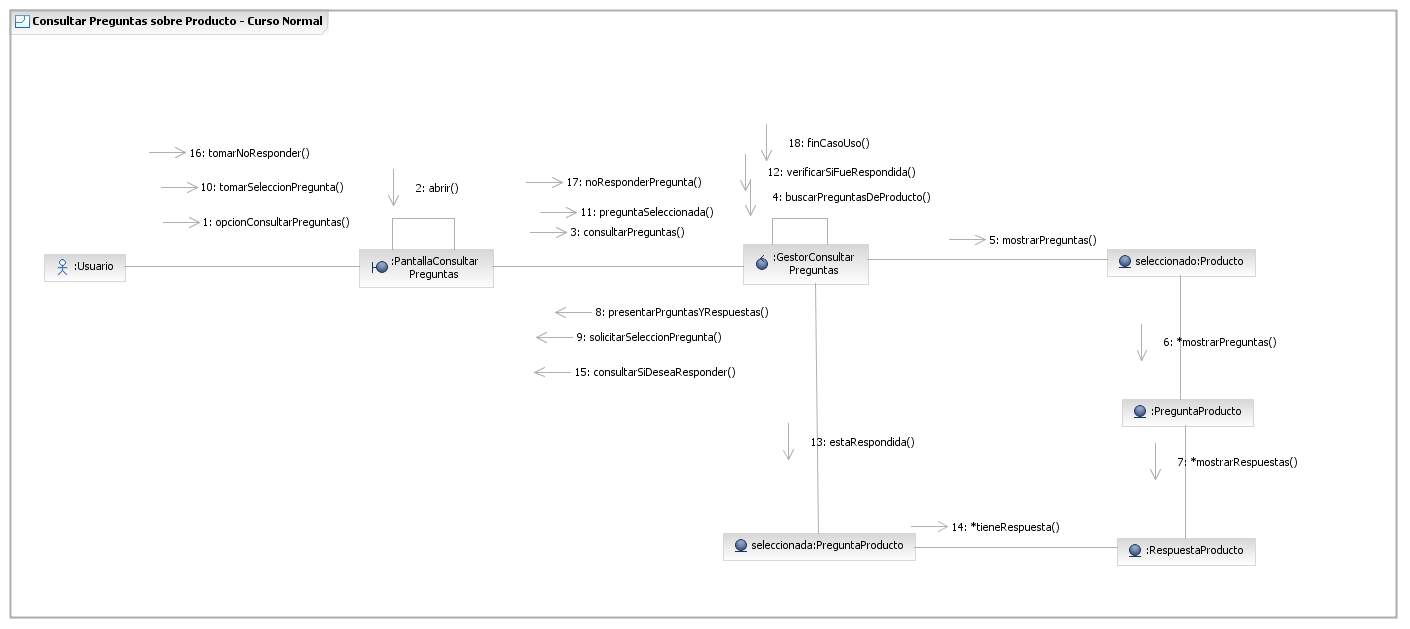 Consultar Preguntas sobre Producto - Curso Normal
18: finCasoUso()
16: tomarNoResponder()
12: verificarSiFueRespondida()
17: noResponderPregunta()
10: tomarSeleccionPregunta()
2: abrir()
4: buscarPreguntasDeProducto()
11: preguntaSeleccionada()
1: opcionConsultarPreguntas()
3: consultarPreguntas()
5: mostrarPreguntas()
:Usuario
:PantallaConsultar
Preguntas
:GestorConsultar
Preguntas
seleccionado:Producto
8: presentarPrguntasYRespuestas()
9: solicitarSeleccionPregunta()
6: *mostrarPreguntas()
15: consultarSiDeseaResponder()
:PreguntaProducto
13: estaRespondida()
7: *mostrarRespuestas()
14: *tieneRespuesta()
seleccionada:PreguntaProducto
:RespuestaProducto